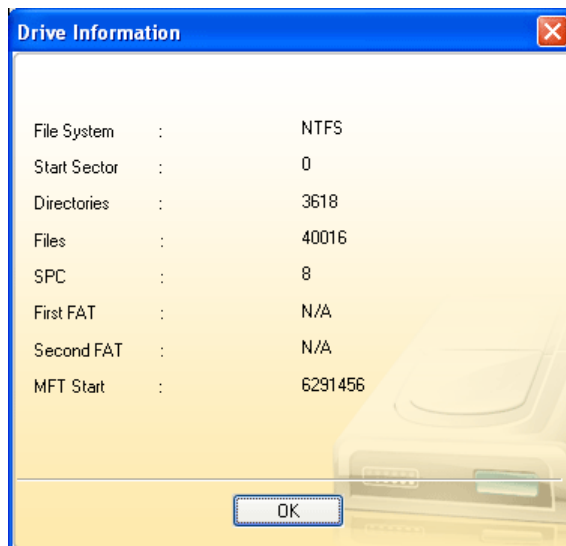 Drive Information
File System : NTFS
Start Sector : 0
Directories : 3618
Files : 40016
SPC : 8
First FAT : N/A
Second FAT : N/A
MFT Start : 6291456
OK